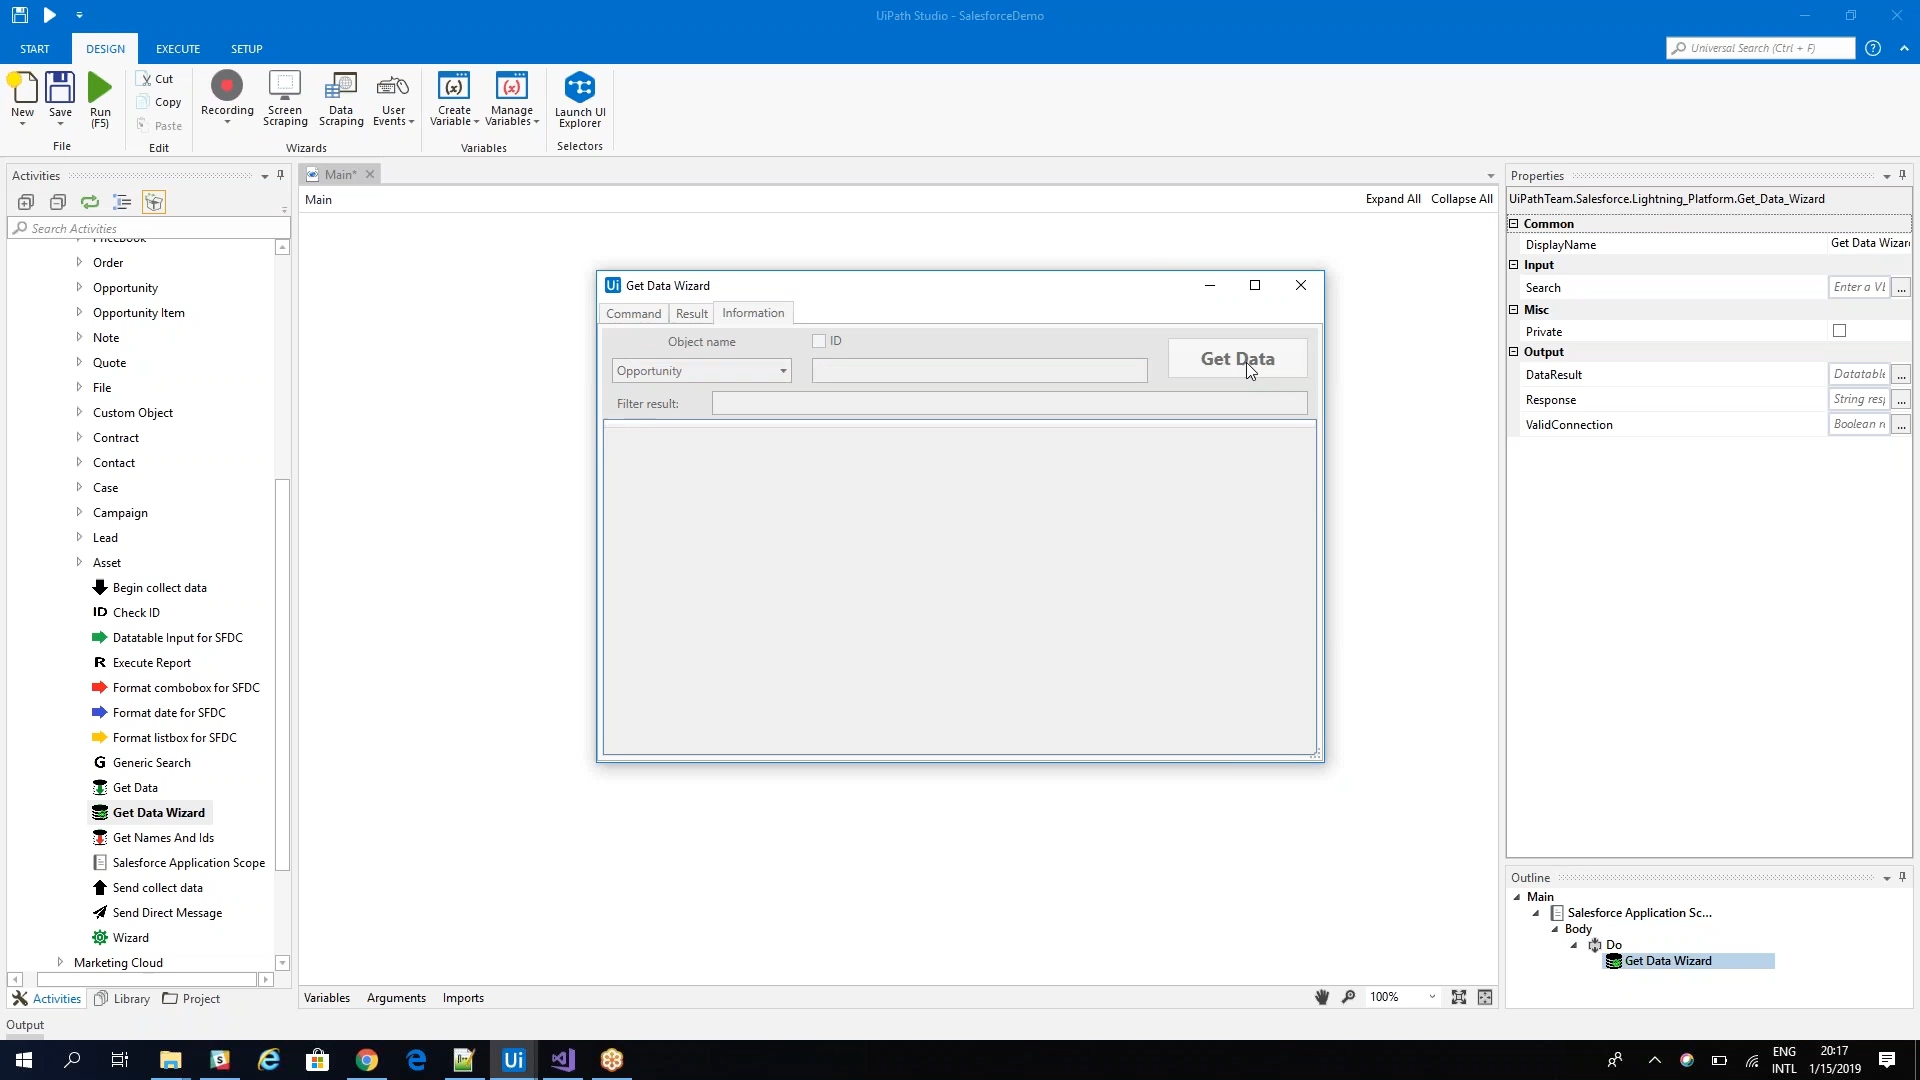 UiPath Studio - SalesforceDemo
START
DESIGN
EXECUTE
SETUP
Universal Search (Ctrl + F)
New
Save
Run
(F5)
Cut
Copy
Paste
Recording
Screen
Scraping
Data
Scraping
User
Events
Create
Variable
Manage
Variables
Launch UI
Explorer
File
Edit
Wizards
Variables
Selectors
Activities
Search Activities
Order
Opportunity
Opportunity Item
Note
Quote
File
Custom Object
Contract
Contact
Case
Campaign
Lead
Asset
Begin collect data
ID Check ID
Datatable Input for SFDC
R Execute Report
Format combobox for SFDC
Format date for SFDC
Format listbox for SFDC
G Generic Search
Get Data
Get Data Wizard
Get Names And Ids
Salesforce Application Scope
Send collect data
Send Direct Message
Wizard
Marketing Cloud
Activities
Library
Project
Output
Main*
Main
Expand All
Collapse All
Ui Get Data Wizard
Command
Result
Information
Object name
ID
Opportunity
Get Data
Filter result:
Variables
Arguments
Imports
100%
Properties
UiPathTeam.Salesforce.Lightning_Platform.Get_Data_Wizard
Common
DisplayName
Get Data Wizar
Input
Search
Enter a VB
...
Misc
Private
Output
DataResult
Datatable
...
Response
String resp
...
ValidConnection
Boolean re
...
Outline
Main
Salesforce Application Sc...
Body
Do
Get Data Wizard
Ui
ENG
INTL
20:17
1/15/2019